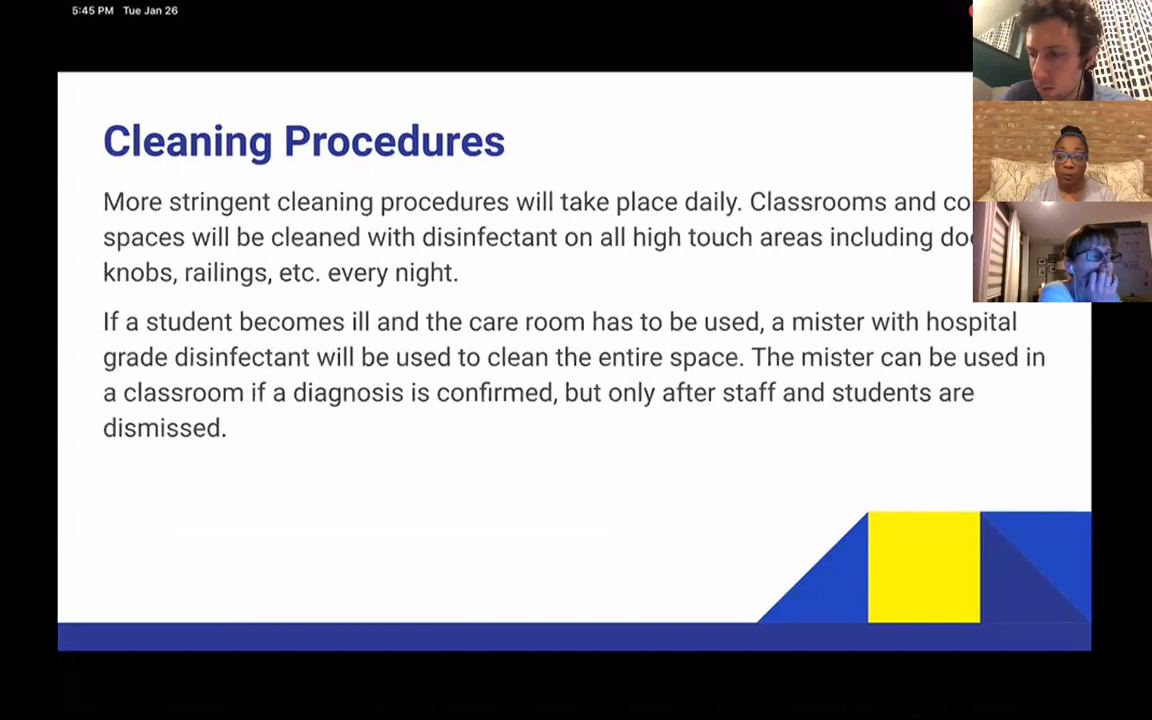 5:45 PM Tue Jan 26
Cleaning Procedures
More stringent cleaning procedures will take place daily. Classrooms and
spaces will be cleaned with disinfectant on all high touch areas including
knobs, railings, etc. every night.
If a student becomes ill and the care room has to be used, a mister with hospital
grade disinfectant will be used to clean the entire space. The mister can be used in
a classroom if a diagnosis is confirmed, but only after staff and students are
dismissed.